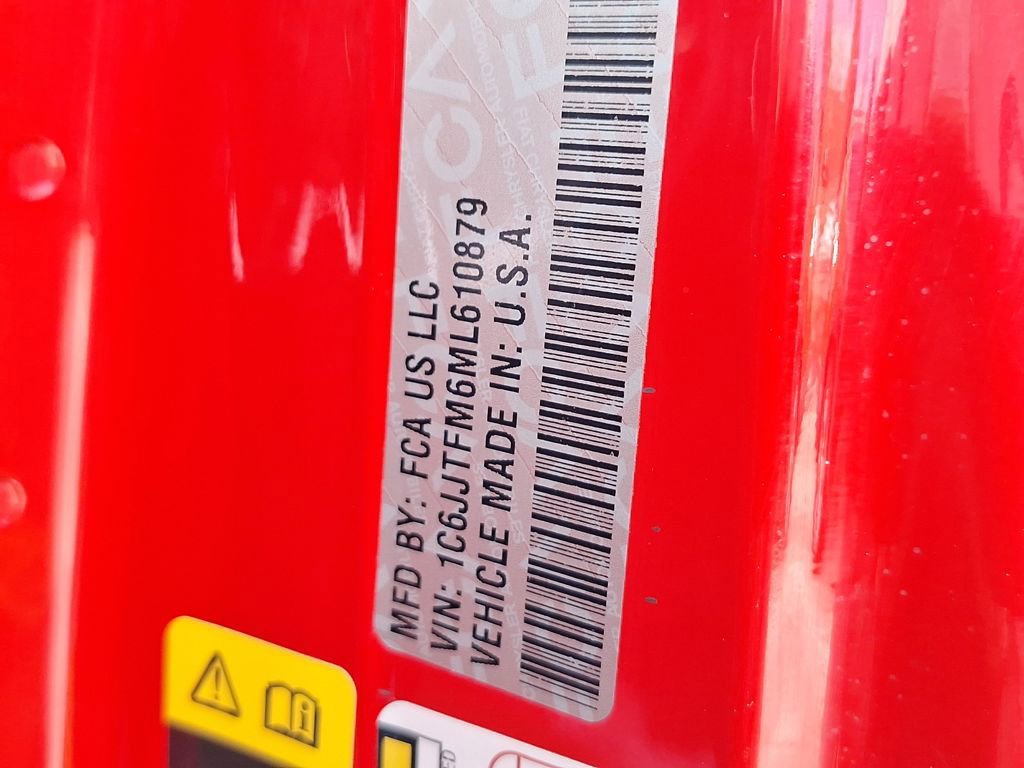 MFD BY: FCA US LLC
VIN: 1C6JJTFM6ML610879
VEHICLE MADE IN: U.S.A.